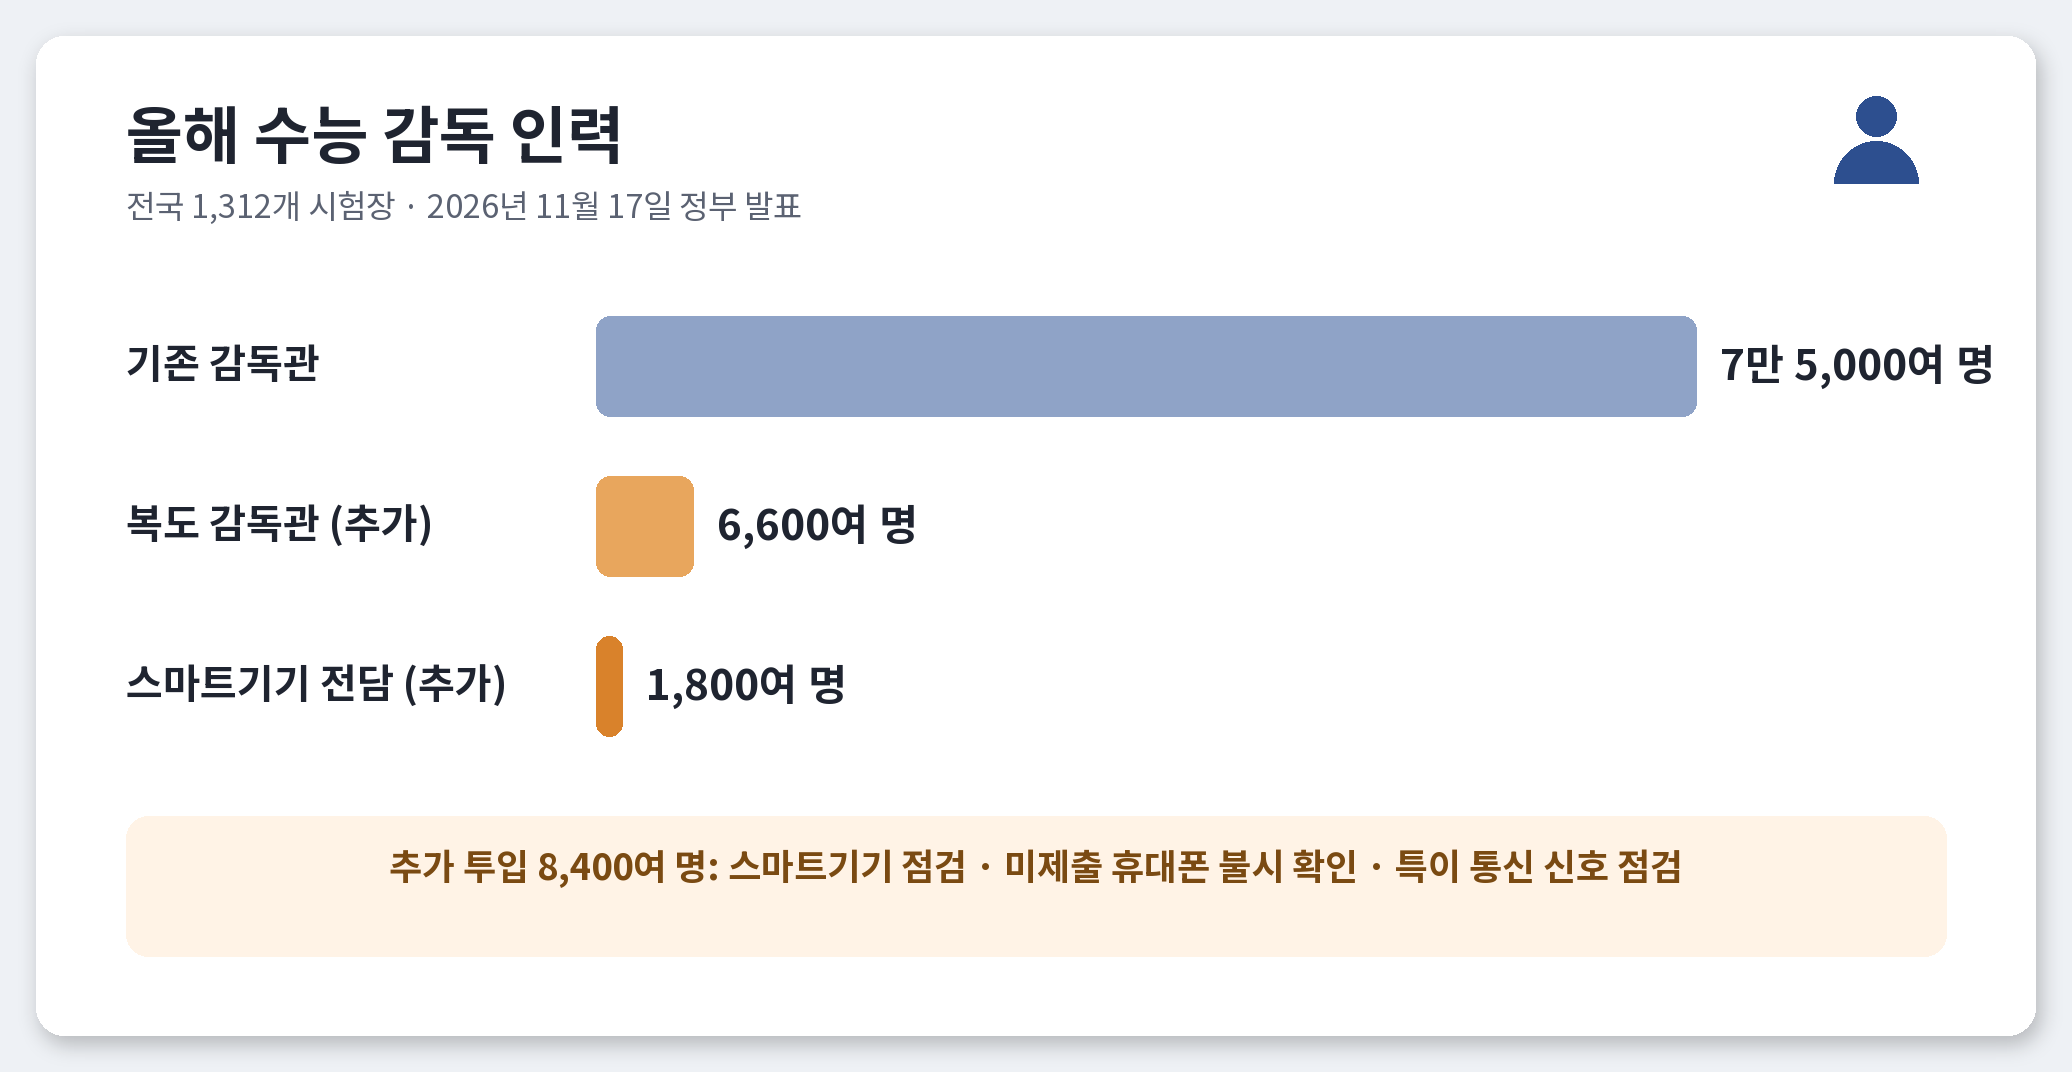 올해 수능 감독 인력
전국 1,312개 시험장 · 2026년 11월 17일 정부 발표
기존 감독관
7만 5,000여 명
복도 감독관 (추가)
6,600여 명
스마트기기 전담 (추가)
1,800여 명
추가 투입 8,400여 명: 스마트기기 점검 · 미제출 휴대폰 불시 확인 · 특이 통신 신호 점검